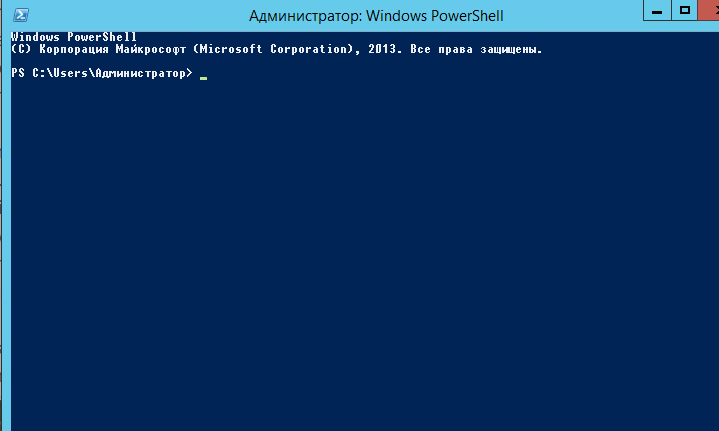 Администратор: Windows PowerShell
Windows PowerShell
(C) Корпорация Майкрософт (Microsoft Corporation), 2013. Все права защищены.
PS C:\Users\Администратор> _